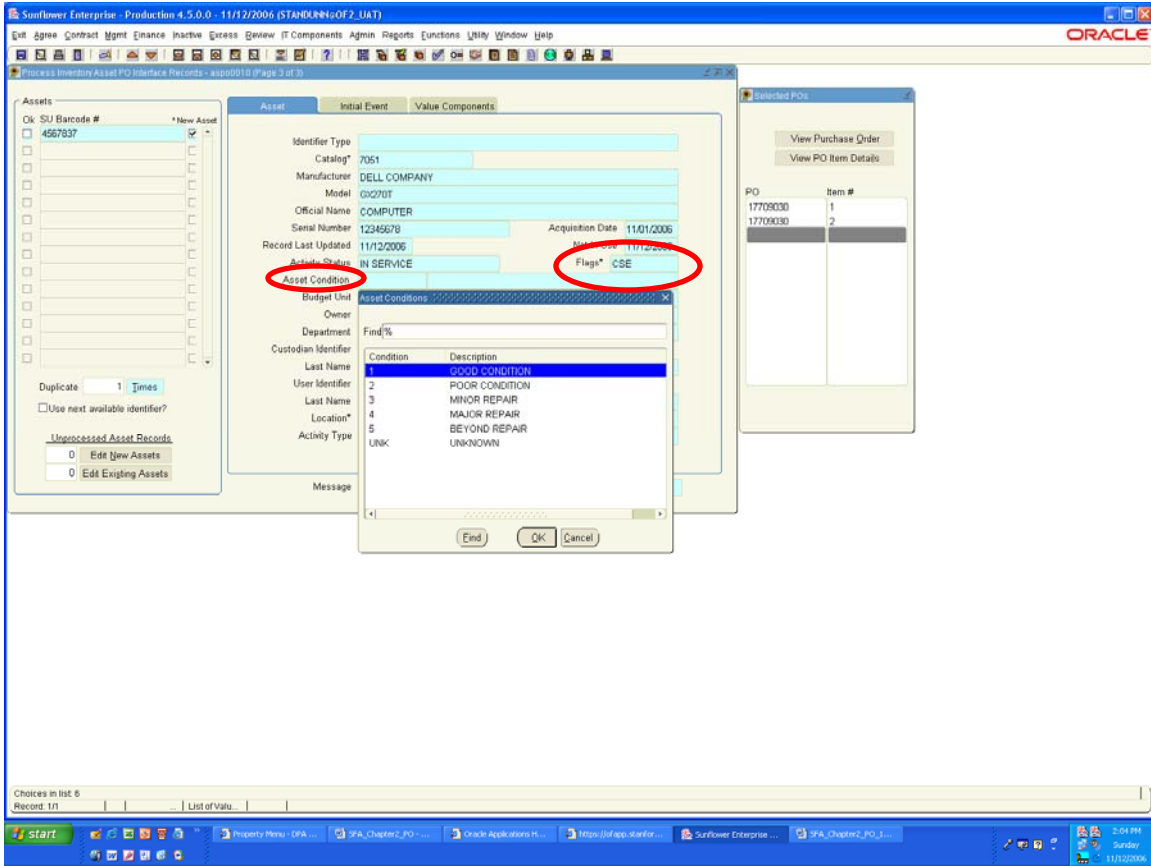 Sunflower Enterprise - Production 4.5.0.0 - 11/12/2006 (STANDUNN@OF2_UAT)
Exit Agree Contract Mgmt Finance Inactive Excess Review IT Components Admin Reports Functions Utility Window Help
ORACLE
Process Inventory Asset PO Interface Records - aspo0010 (Page 3 of 3)
Selected POs
Assets
Ok SU Barcode # *New Asset
4567837
Duplicate 1 Times
Use next available identifier?
Unprocessed Asset Records
0 Edit New Assets
0 Edit Existing Assets
Asset Initial Event Value Components
Identifier Type
Catalog* 7051
Manufacturer DELL COMPANY
Model GX270T
Official Name COMPUTER
Serial Number 12345678 Acquisition Date 11/01/2006
Record Last Updated 11/12/2006 11/12/2006
Activity Status IN SERVICE Flags* CSE
Asset Condition
Budget Unit
Owner
Department
Custodian Identifier
Last Name
User Identifier
Last Name
Location*
Activity Type
Message
Asset Conditions
Find %
Condition Description
1 GOOD CONDITION
2 POOR CONDITION
3 MINOR REPAIR
4 MAJOR REPAIR
5 BEYOND REPAIR
UNK UNKNOWN
Find OK Cancel
View Purchase Order
View PO Item Details
PO Item #
17709030 1
17709030 2
Choices in list: 6
Record: 1/1 ... List of Valu...
start Property Menu - DPA ... SFA_Chapter2_PO - ... Oracle Applications H... https://ofapp.stanfor... Sunflower Enterprise ... SFA_Chapter2_PO_1...
2:04 PM
Sunday
11/12/2006